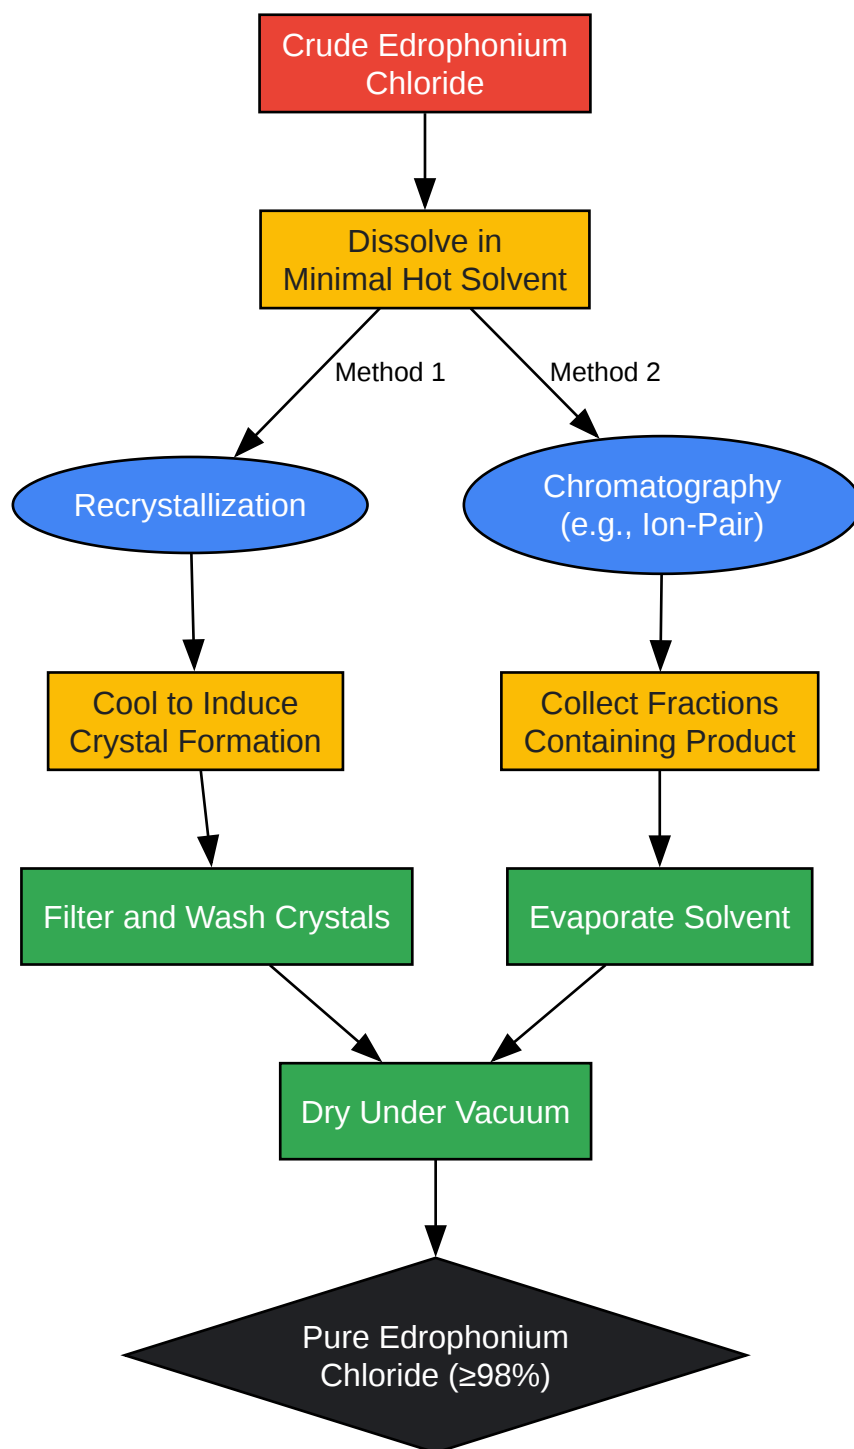 Crude Edrophonium
Chloride
Dissolve in
Minimal Hot Solvent
Method 1
Method 2
Recrystallization
Chromatography
(e.g., Ion-Pair)
Cool to Induce
Crystal Formation
Collect Fractions
Containing Product
Filter and Wash Crystals
Evaporate Solvent
Dry Under Vacuum
Pure Edrophonium
Chloride (≥98%)